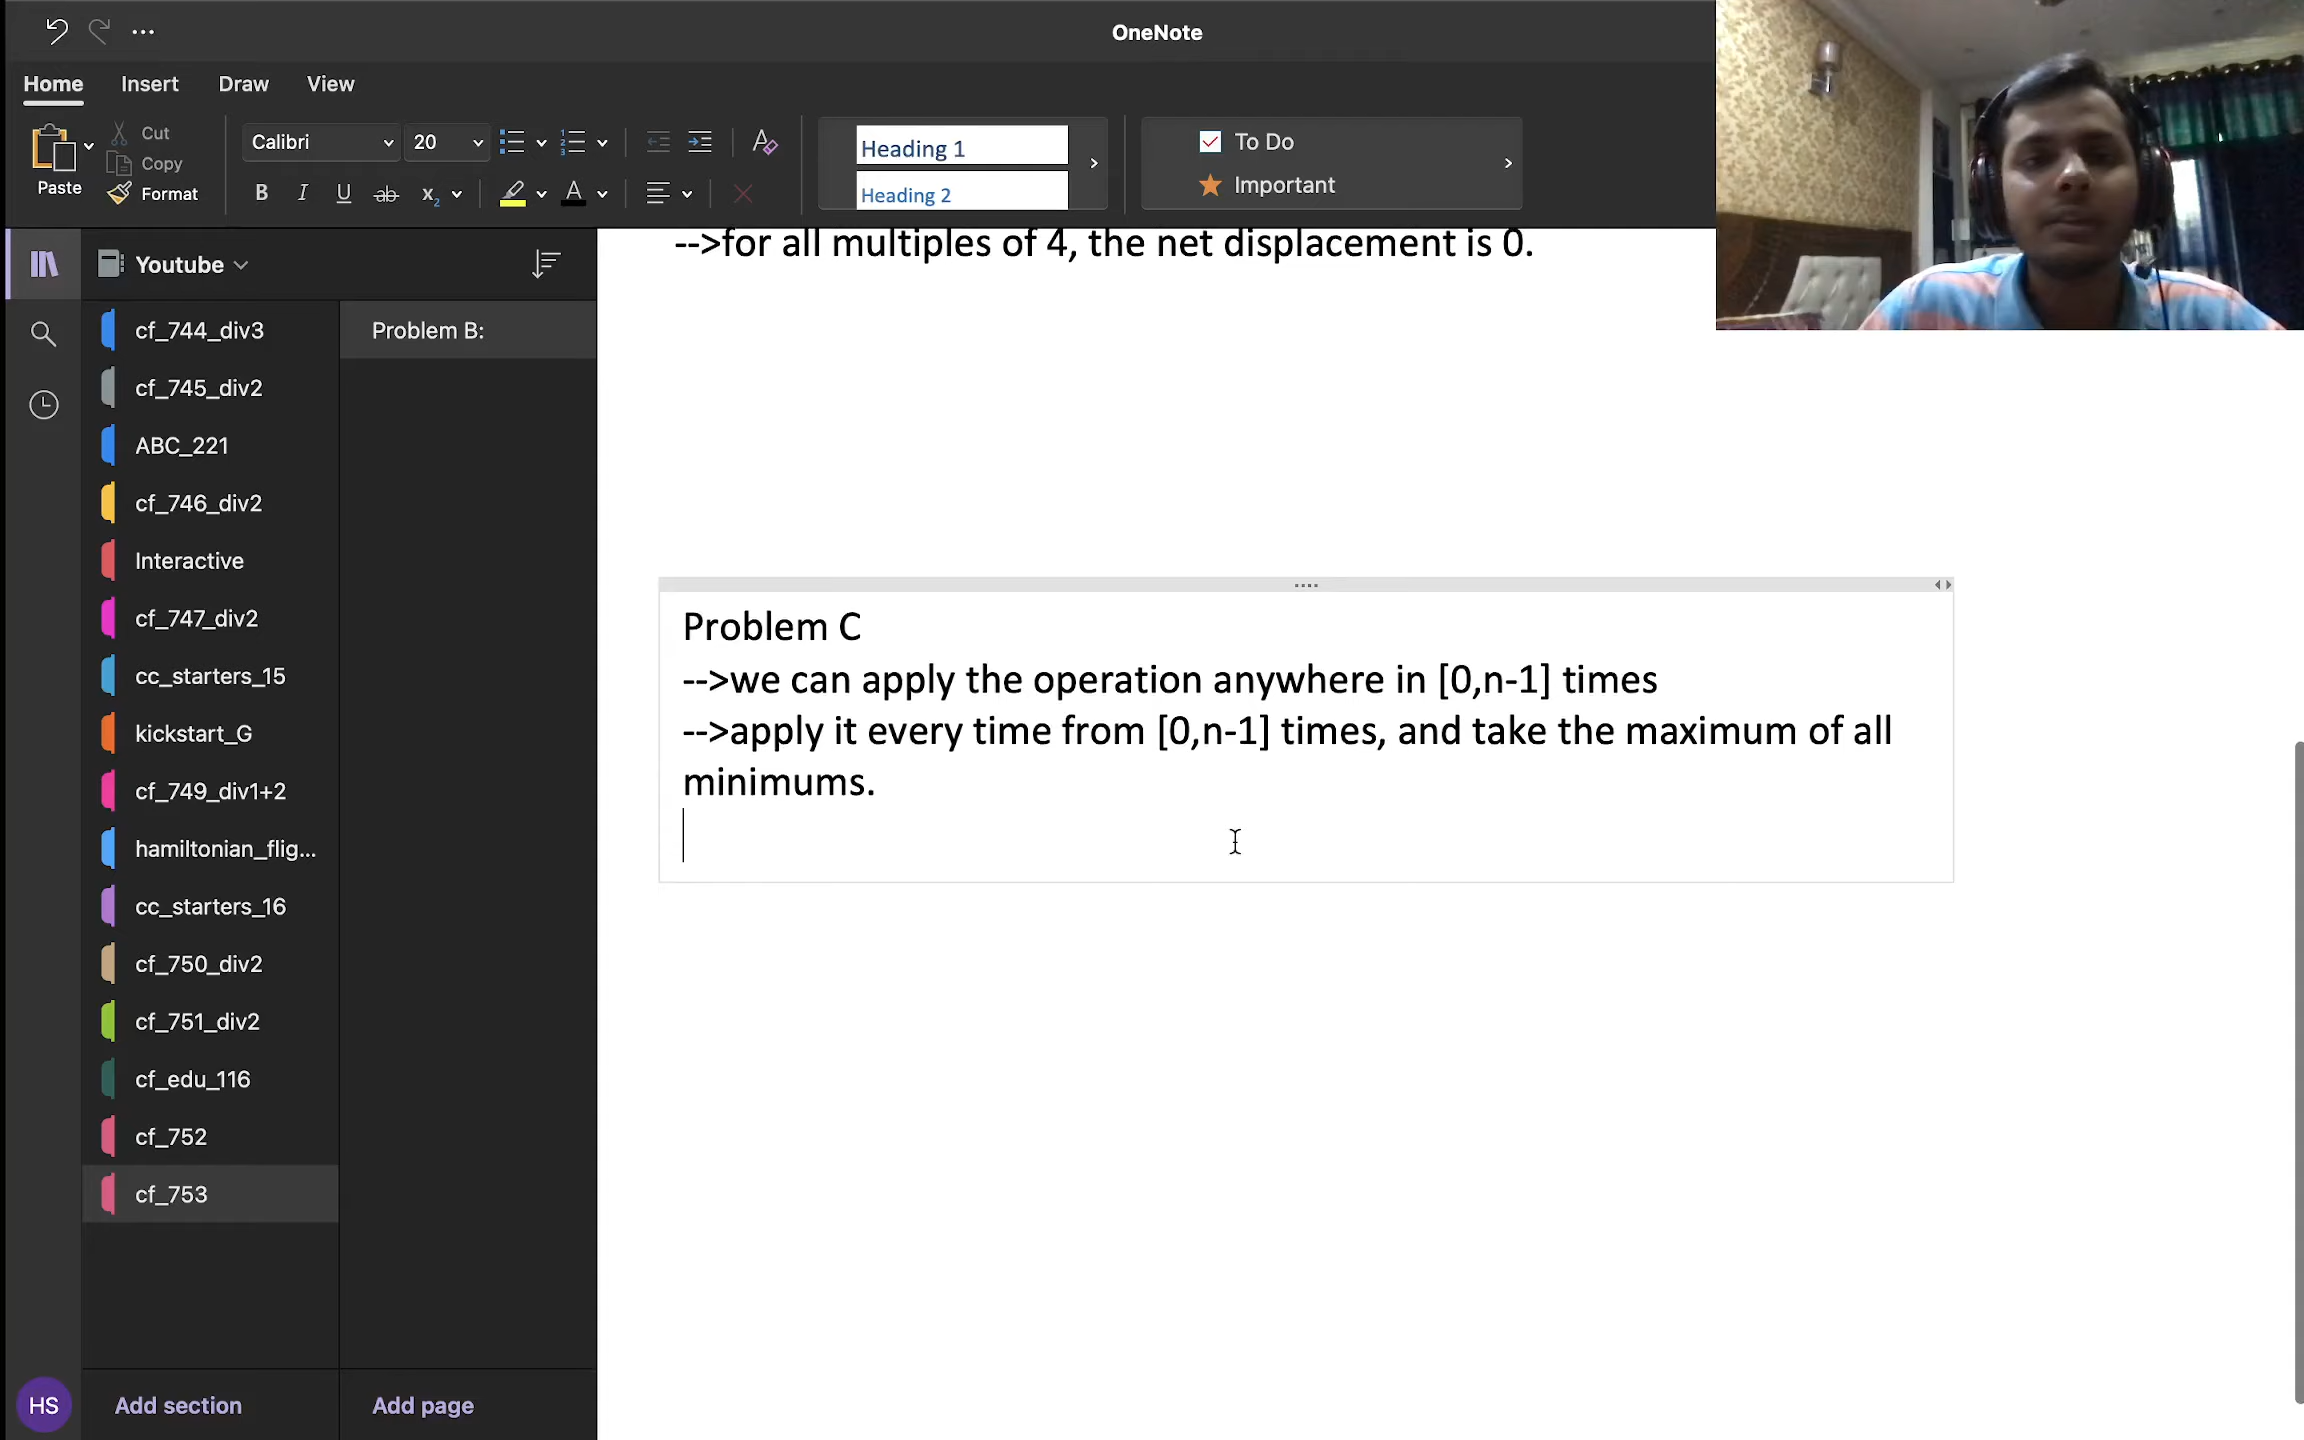 OneNote
Home Insert Draw View
Paste
Cut
Copy
Format
Calibri 20
B I U ab x2 A
Heading 1
Heading 2
To Do
Important
Youtube
cf_744_div3
cf_745_div2
ABC_221
cf_746_div2
Interactive
cf_747_div2
cc_starters_15
kickstart_G
cf_749_div1+2
hamiltonian_flig...
cc_starters_16
cf_750_div2
cf_751_div2
cf_edu_116
cf_752
cf_753
HS
Add section
Problem B:
Add page
-->for all multiples of 4, the net displacement is 0.
Problem C
-->we can apply the operation anywhere in [0,n-1] times
-->apply it every time from [0,n-1] times, and take the maximum of all
minimums.